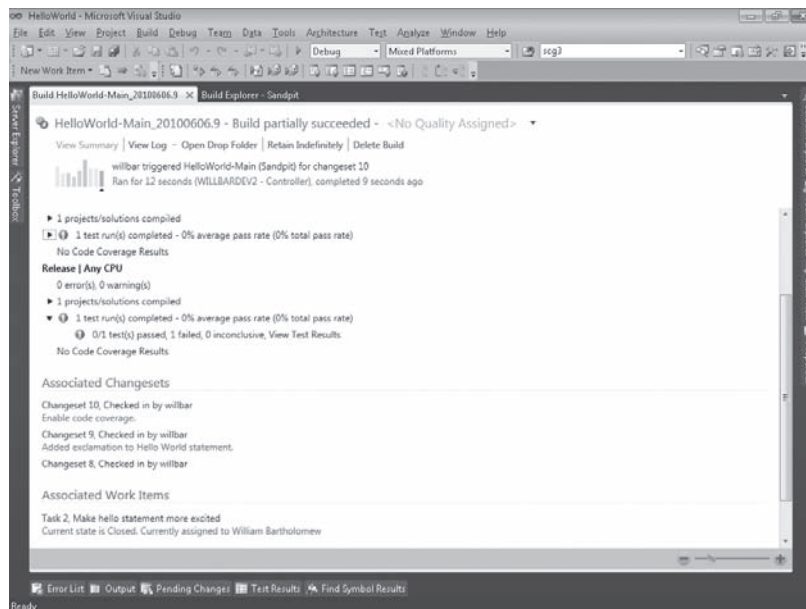 HelloWorld - Microsoft Visual Studio
File Edit View Project Build Debug Team Data Tools Architecture Test Analyze Window Help
Debug Mixed Platforms scg3
New Work Item
Build HelloWorld-Main_20100606.9 Build Explorer - Sandpit
Server Explorer
Toolbox
HelloWorld-Main_20100606.9 - Build partially succeeded - <No Quality Assigned>
View Summary | View Log - Open Drop Folder | Retain Indefinitely | Delete Build
willbar triggered HelloWorld-Main (Sandpit) for changeset 10
Ran for 12 seconds (WILLBARDEV2 - Controller), completed 9 seconds ago
1 projects/solutions compiled
1 test run(s) completed - 0% average pass rate (0% total pass rate)
No Code Coverage Results
Release | Any CPU
0 error(s), 0 warning(s)
1 projects/solutions compiled
1 test run(s) completed - 0% average pass rate (0% total pass rate)
0/1 test(s) passed, 1 failed, 0 inconclusive, View Test Results
No Code Coverage Results
Associated Changesets
Changeset 10, Checked in by willbar
Enable code coverage.
Changeset 9, Checked in by willbar
Added exclamation to Hello World statement.
Changeset 8, Checked in by willbar
Associated Work Items
Task 2, Make hello statement more excited
Current state is Closed. Currently assigned to William Bartholomew
Error List Output Pending Changes Test Results Find Symbol Results
Ready